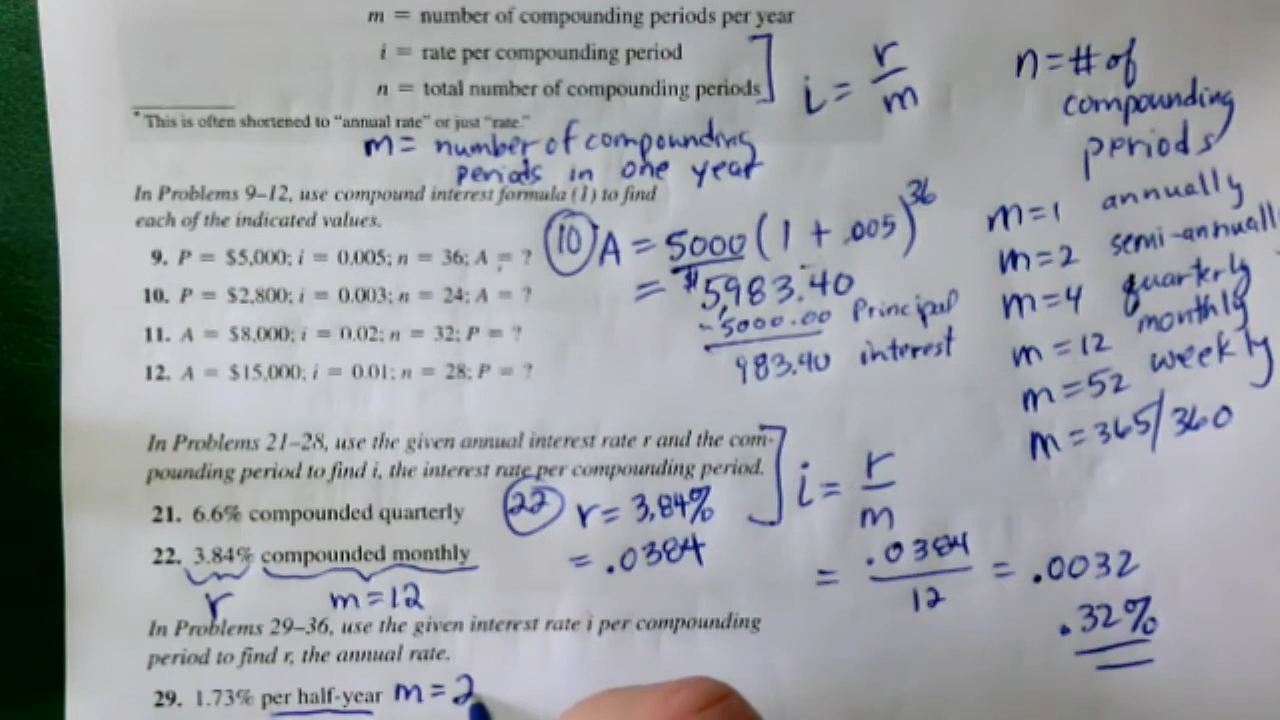 m = number of compounding periods per year
i = rate per compounding period
n = total number of compounding periods
i = r/m
n = # of
compounding
periods
*This is often shortened to “annual rate” or just “rate.”
m = number of compounding
periods in one year
In Problems 9–12, use compound interest formula (1) to find
each of the indicated values.
9. P = $5,000; i = 0.005; n = 36; A = ?
10. P = $2,800; i = 0.003; n = 24; A = ?
11. A = $8,000; i = 0.02; n = 32; P = ?
12. A = $15,000; i = 0.01; n = 28; P = ?
10 A = 5000(1 + .005)^36
= $5,983.40
- 5000.00 Principal
983.40 interest
m=1 annually
m=2 semi-annuall
m=4 quarterly
m=12 monthly
m=52 weekly
m=365/360
In Problems 21–28, use the given annual interest rate r and the com-
pounding period to find i, the interest rate per compounding period.
21. 6.6% compounded quarterly
22. 3.84% compounded monthly
r m=12
22 r = 3.84%
= .0384
i = r/m
= .0384/12 = .0032
.32%
In Problems 29–36, use the given interest rate i per compounding
period to find r, the annual rate.
29. 1.73% per half-year m=2